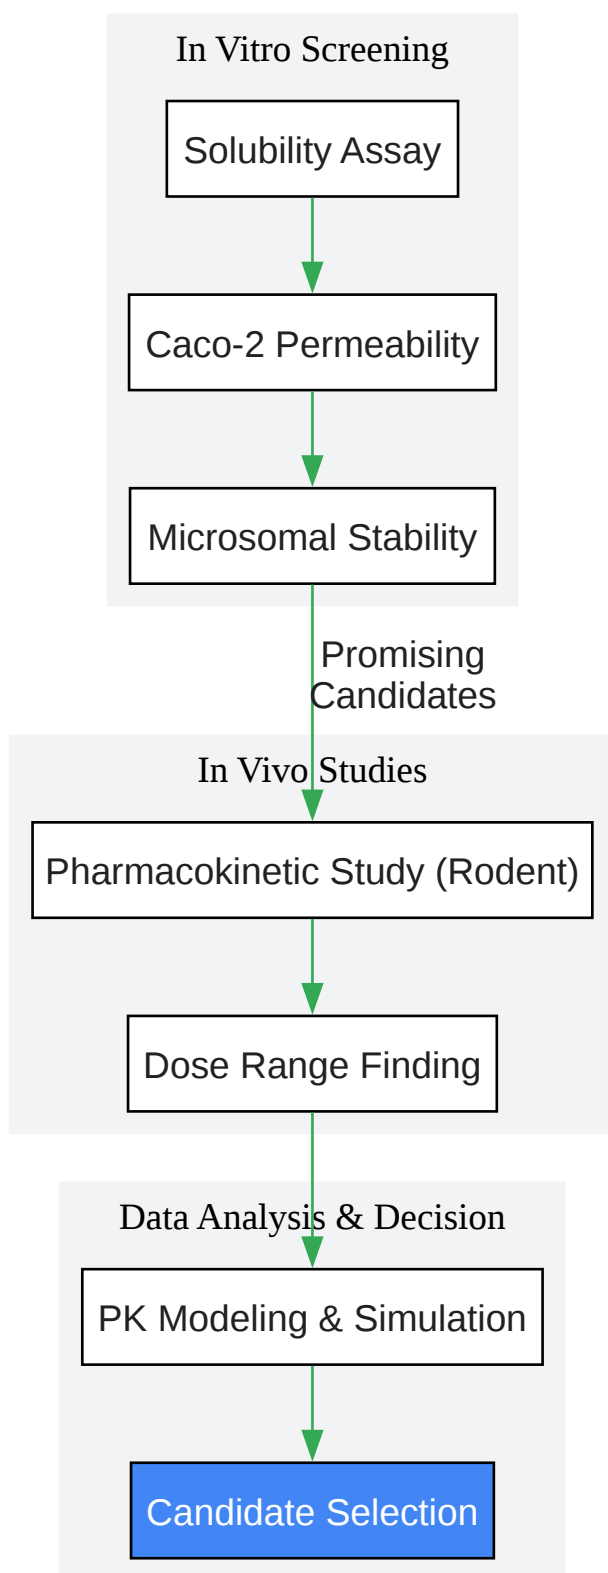 In Vitro Screening
Solubility Assay
Caco-2 Permeability
Microsomal Stability
Promising
Candidates
In Vivo Studies
Pharmacokinetic Study (Rodent)
Dose Range Finding
Data Analysis & Decision
PK Modeling & Simulation
Candidate Selection